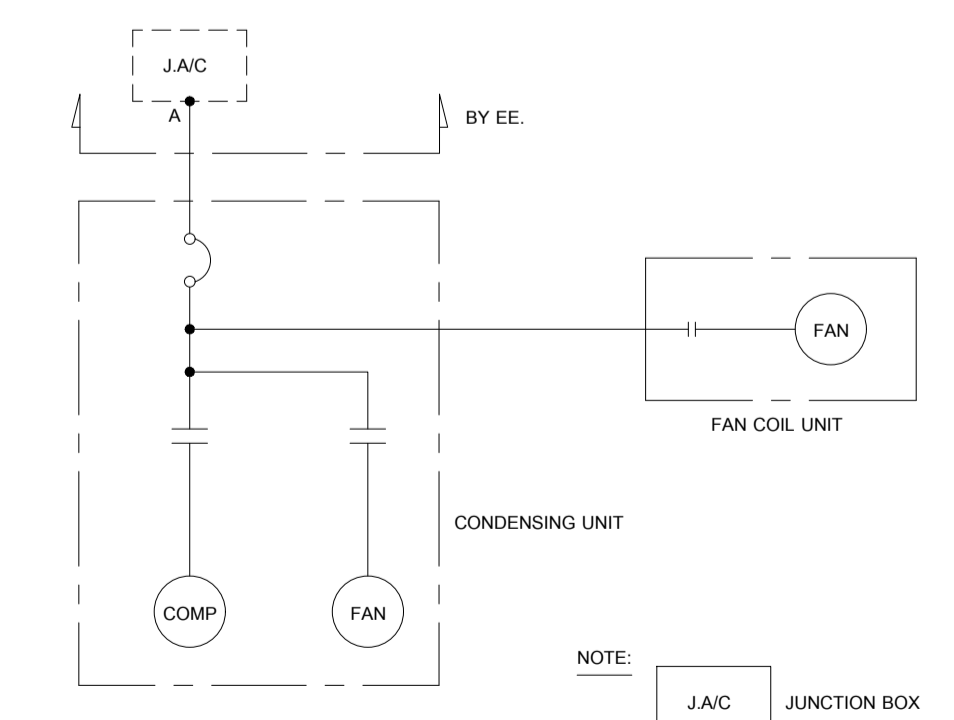 J.A/C
A
BY EE.
FAN
FAN COIL UNIT
CONDENSING UNIT
COMP
FAN
NOTE:
J.A/C
JUNCTION BOX